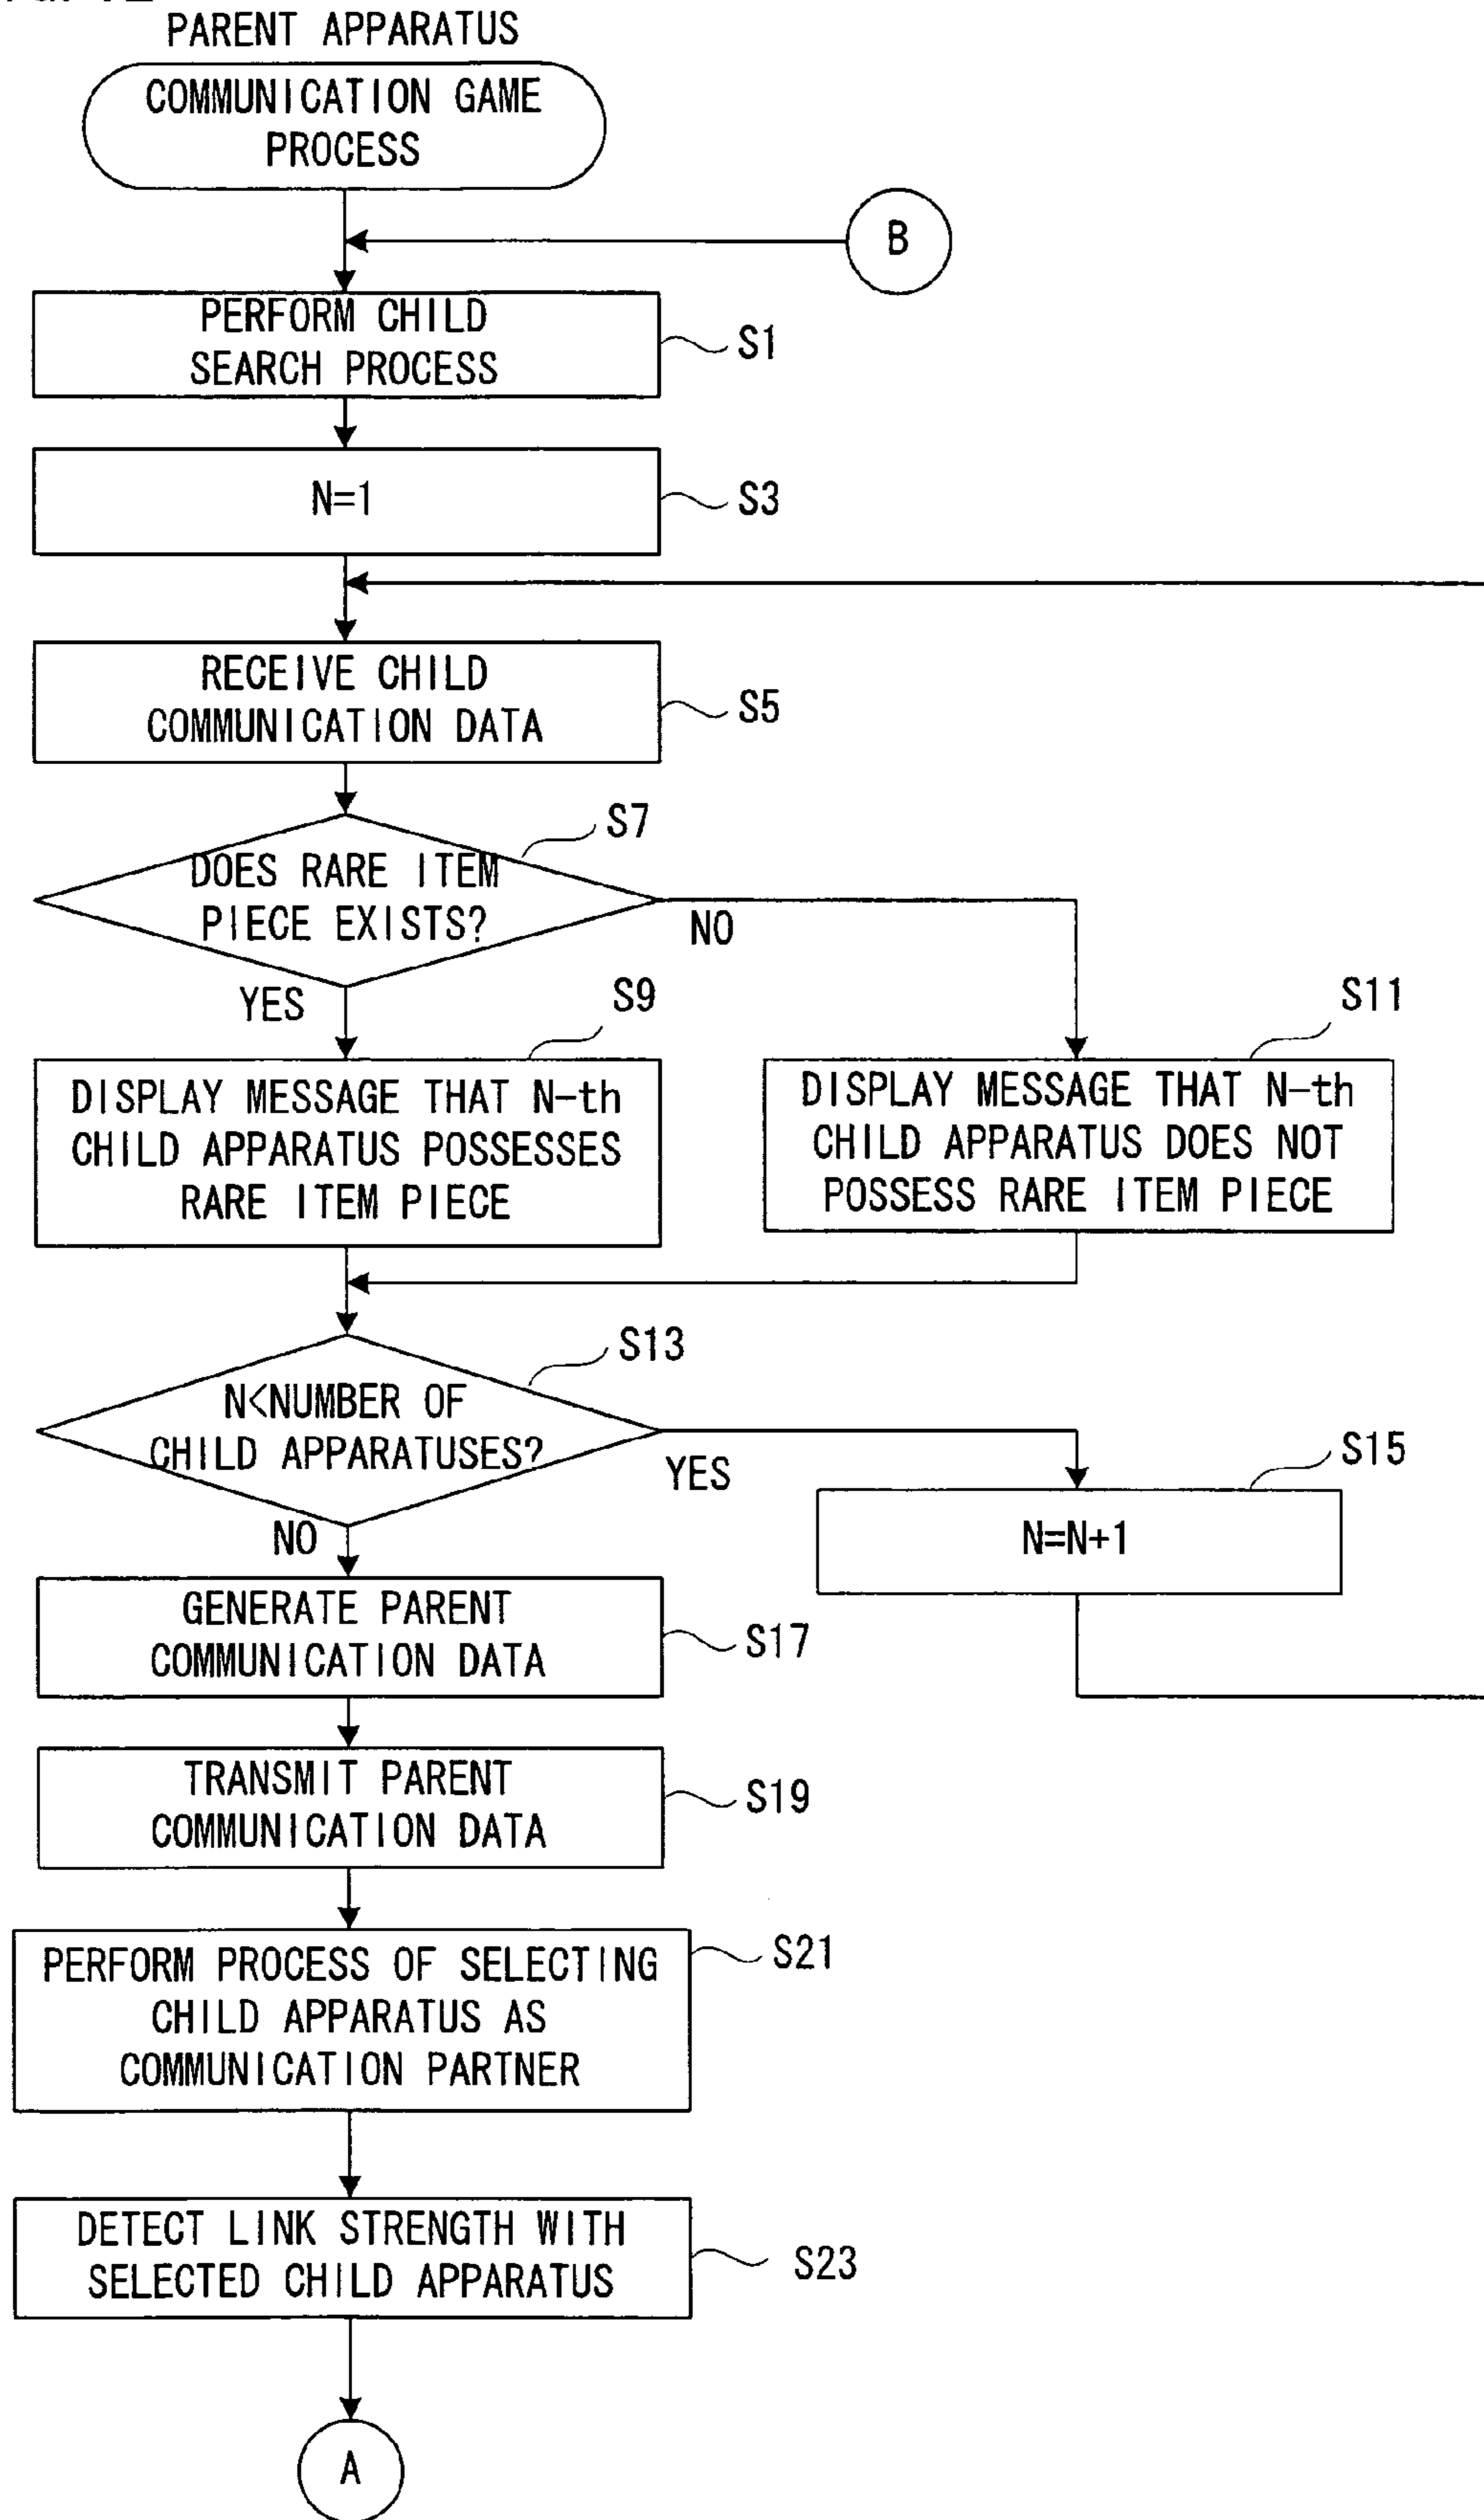 PARENT APPARATUS
COMMUNICATION GAME
PROCESS
B
PERFORM CHILD
SEARCH PROCESS
S1
N=1
S3
RECEIVE CHILD
COMMUNICATION DATA
S5
S7
DOES RARE ITEM
PIECE EXISTS?
NO
YES
S9
S11
DISPLAY MESSAGE THAT N-th
CHILD APPARATUS POSSESSES
RARE ITEM PIECE
DISPLAY MESSAGE THAT N-th
CHILD APPARATUS DOES NOT
POSSESS RARE ITEM PIECE
S13
N<NUMBER OF
CHILD APPARATUSES?
YES
S15
NO
N=N+1
GENERATE PARENT
COMMUNICATION DATA
S17
TRANSMIT PARENT
COMMUNICATION DATA
S19
PERFORM PROCESS OF SELECTING
CHILD APPARATUS AS
COMMUNICATION PARTNER
S21
DETECT LINK STRENGTH WITH
SELECTED CHILD APPARATUS
S23
A